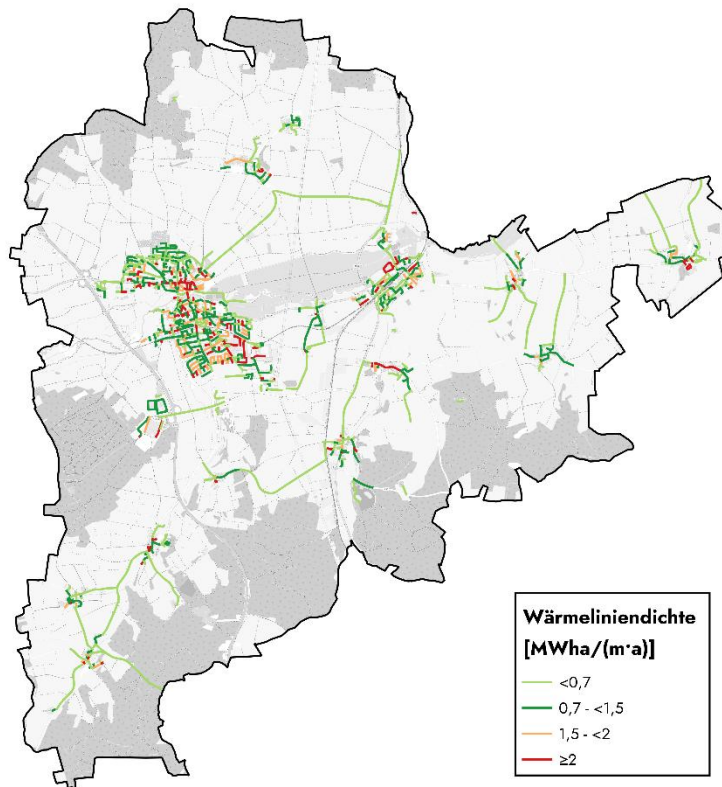 Wärmeliniendichte
[MWha/(m·a)]
<0,7
0,7 - <1,5
1,5 - <2
≥2